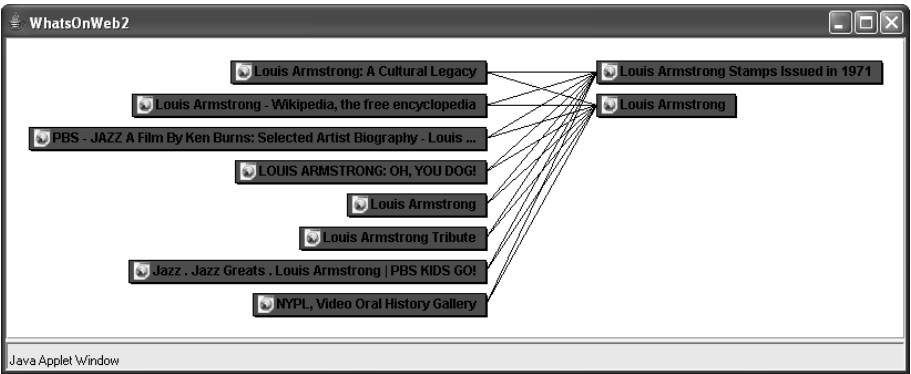 WhatsOnWeb2
Louis Armstrong: A Cultural Legacy
Louis Armstrong Stamps Issued in 1971
Louis Armstrong - Wikipedia, the free encyclopedia
Louis Armstrong
PBS - JAZZ A Film By Ken Burns: Selected Artist Biography - Louis ...
LOUIS ARMSTRONG: OH, YOU DOG!
Louis Armstrong
Louis Armstrong Tribute
Jazz . Jazz Greats . Louis Armstrong | PBS KIDS GO!
NYPL, Video Oral History Gallery
Java Applet Window